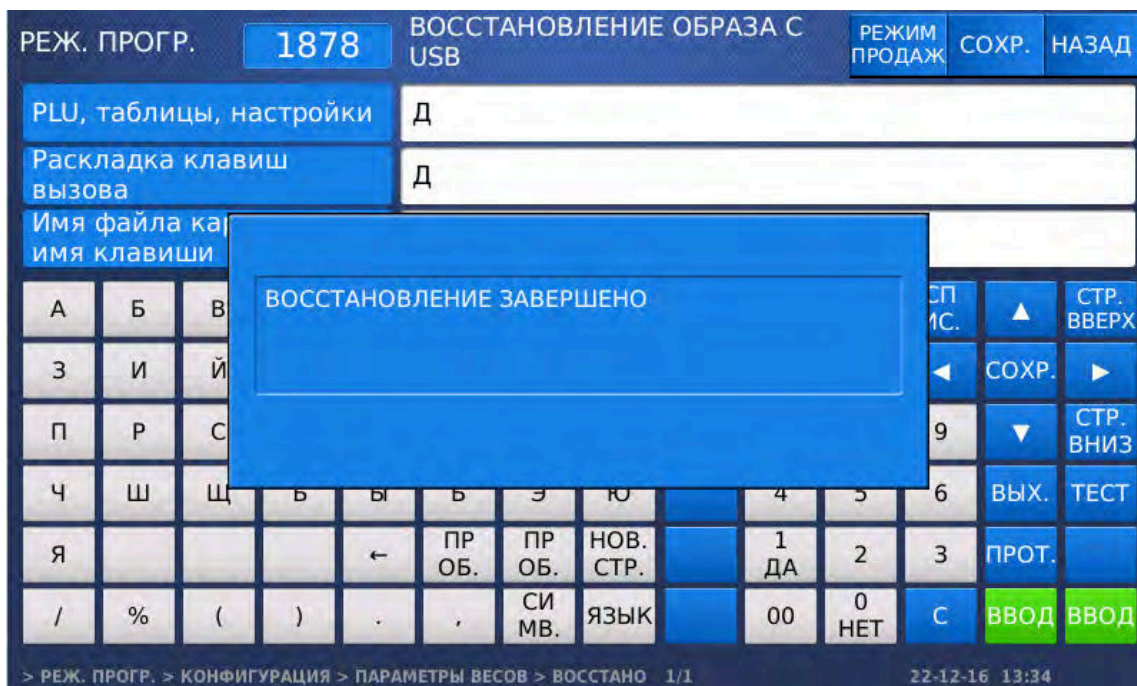 РЕЖ. ПРОГР.
1878
ВОССТАНОВЛЕНИЕ ОБРАЗА С
USB
РЕЖИМ
ПРОДАЖ
СОХР.
НАЗАД
PLU, таблицы, настройки
Д
Раскладка клавиш
вызова
Д
Имя файла
имя клавиши
ВОССТАНОВЛЕНИЕ ЗАВЕРШЕНО
А Б В ▲ СТР.
ВВЕРХ
З И Й ◄ СОХР. ►
П Р С 9 ▼ СТР.
ВНИЗ
Ч Ш Щ Ы Э Ю 4 5 6 ВЫХ. ТЕСТ
Я ← ПР
ОБ.
ПР
ОБ.
НОВ.
СТР.
1
ДА
2 3 ПРОТ.
/ % ( ) . , СИ
МВ.
ЯЗЫК 00 0
НЕТ
C ВВОД ВВОД
> РЕЖ. ПРОГР. > КОНФИГУРАЦИЯ > ПАРАМЕТРЫ ВЕСОВ > ВОССТАНО 1/1 22-12-16 13:34